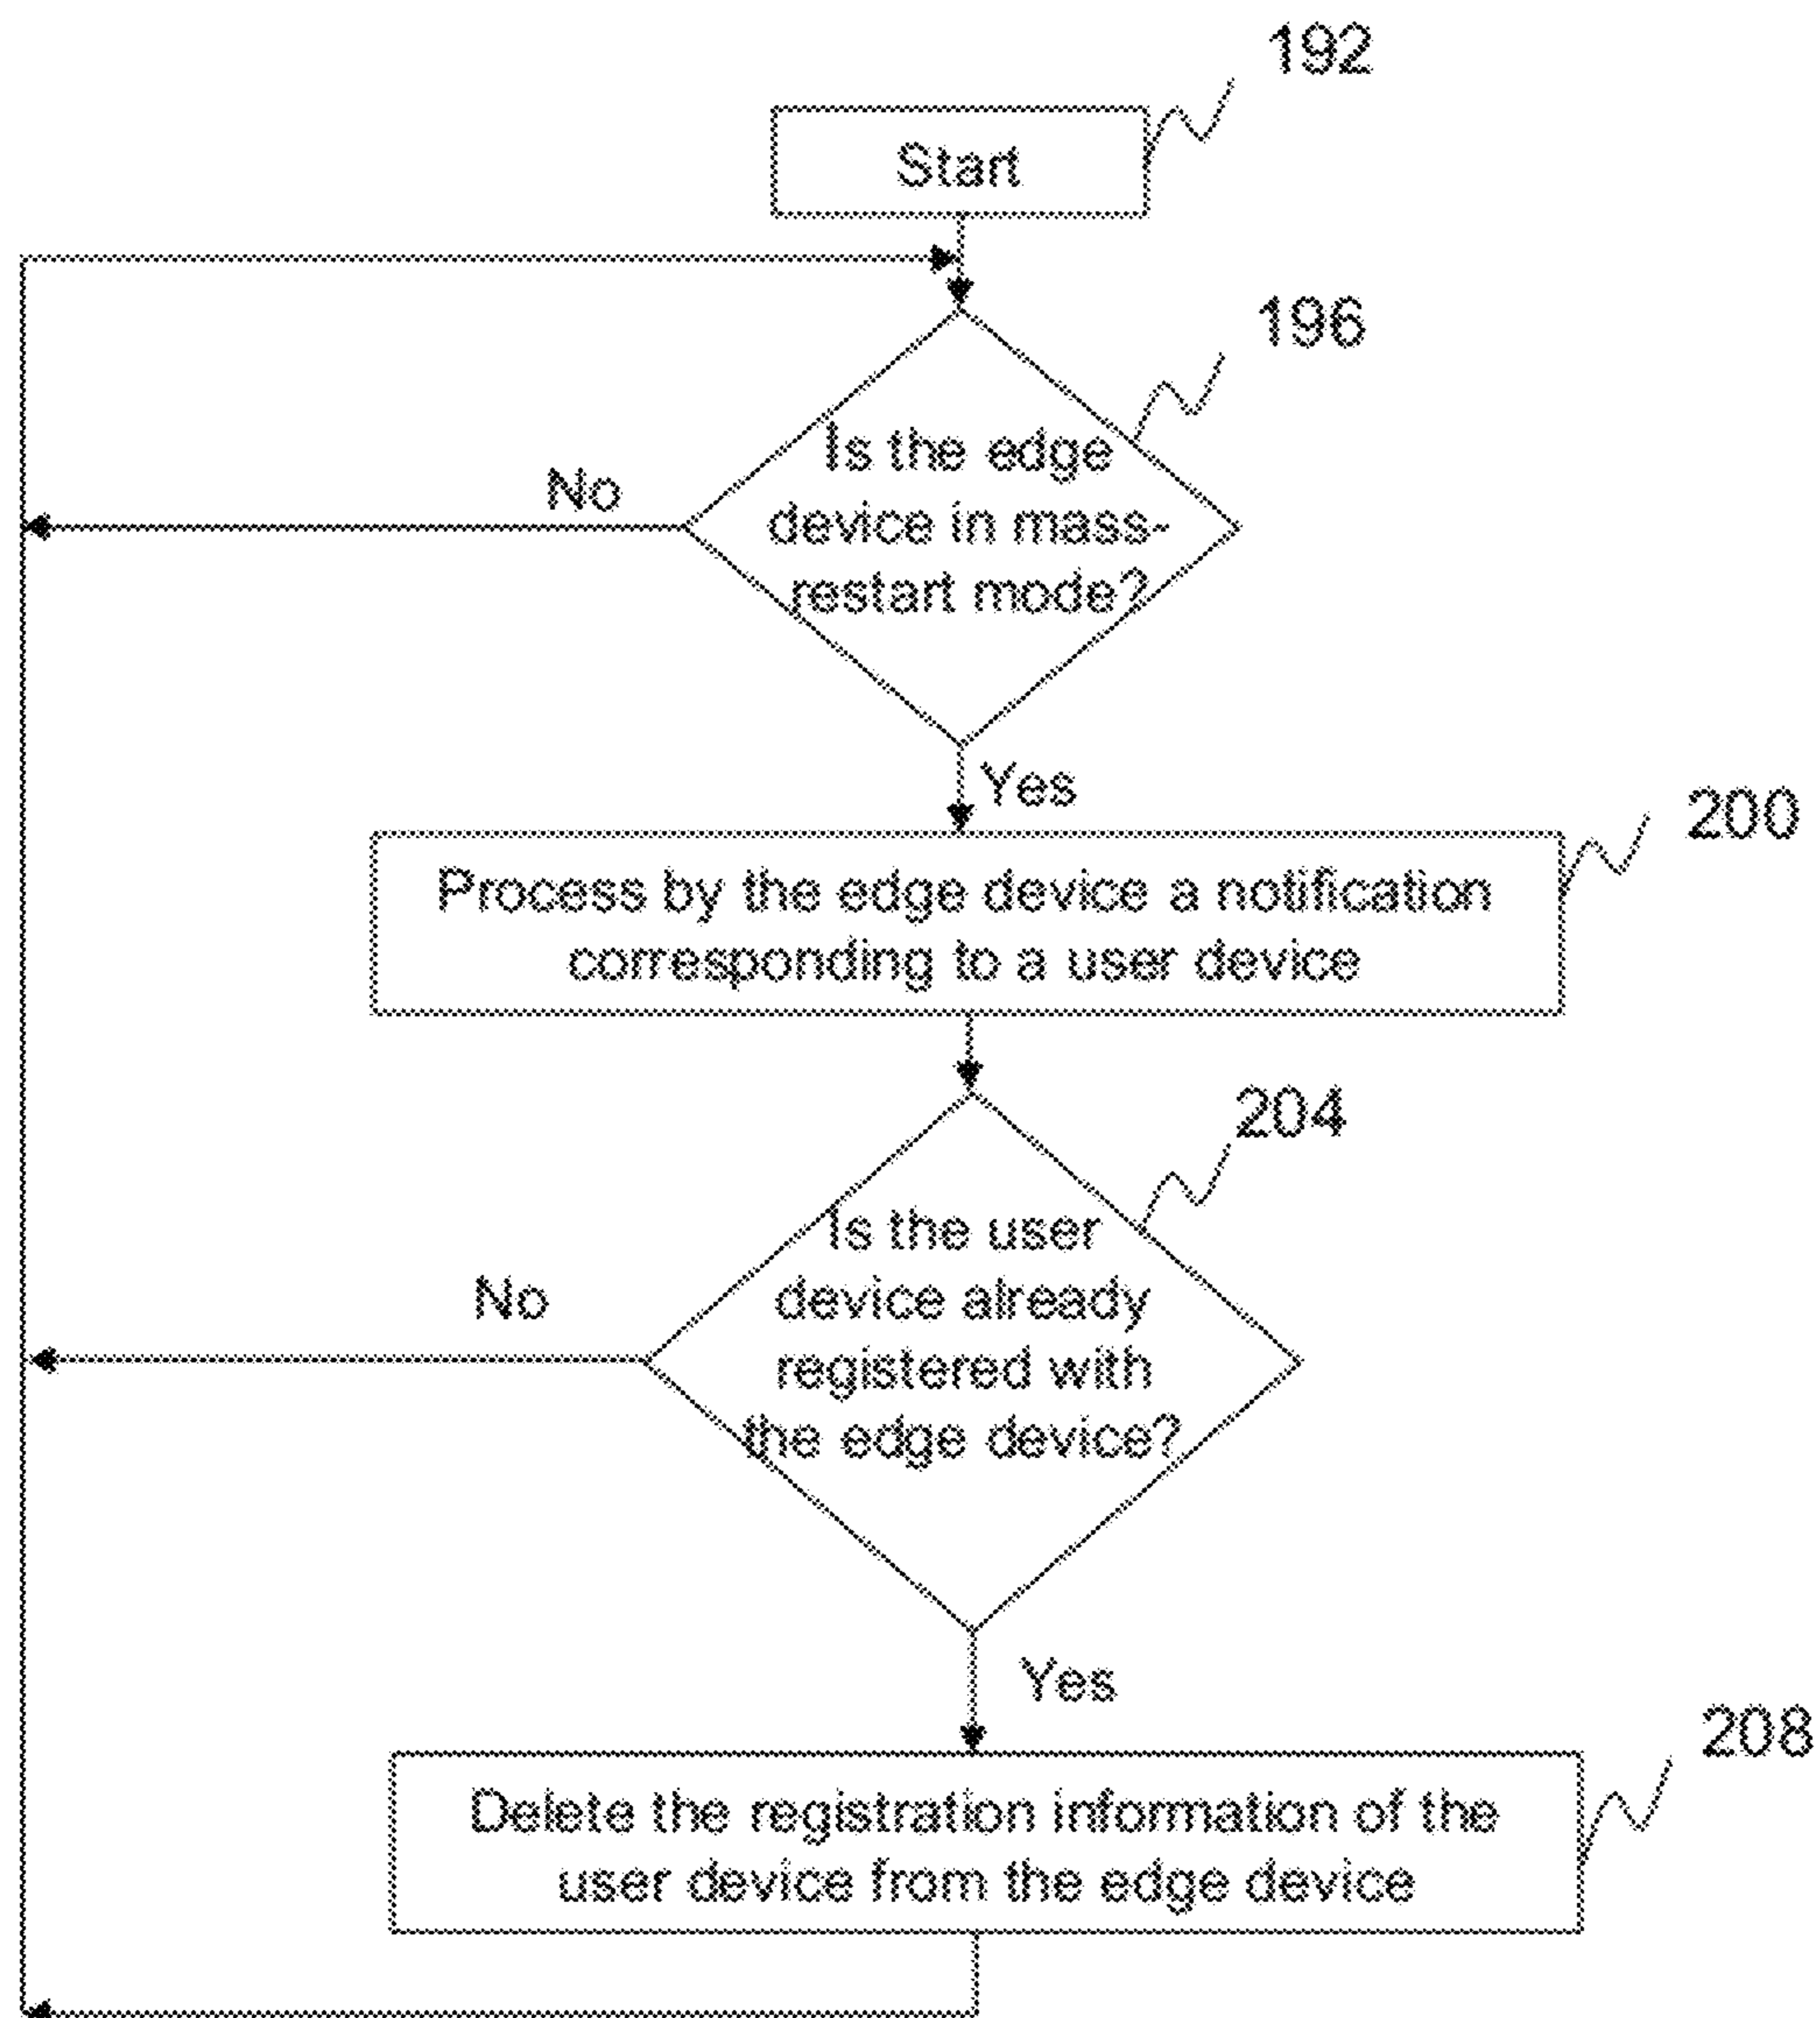 192
Start
196
Is the edge
device in mass-
restart mode?
No
Yes
200
Process by the edge device a notification
corresponding to a user device
204
Is the user
device already
registered with
the edge device?
No
Yes
208
Delete the registration information of the
user device from the edge device